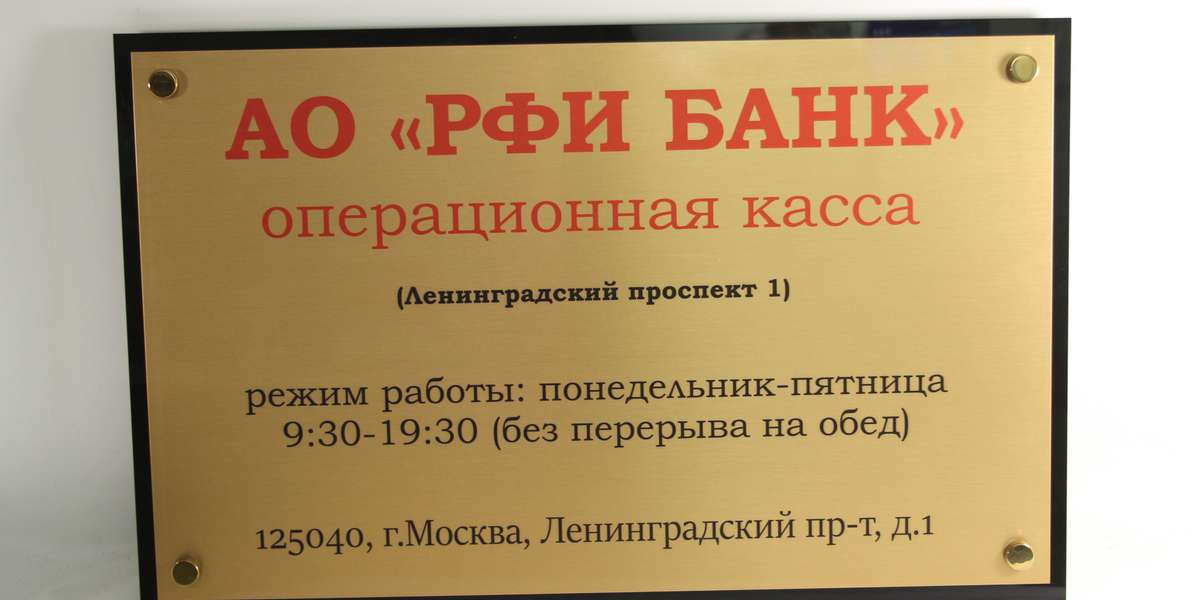 АО «РФИ БАНК»
операционная касса
(Ленинградский проспект 1)
режим работы: понедельник-пятница
9:30-19:30 (без перерыва на обед)
125040, г.Москва, Ленинградский пр-т, д.1